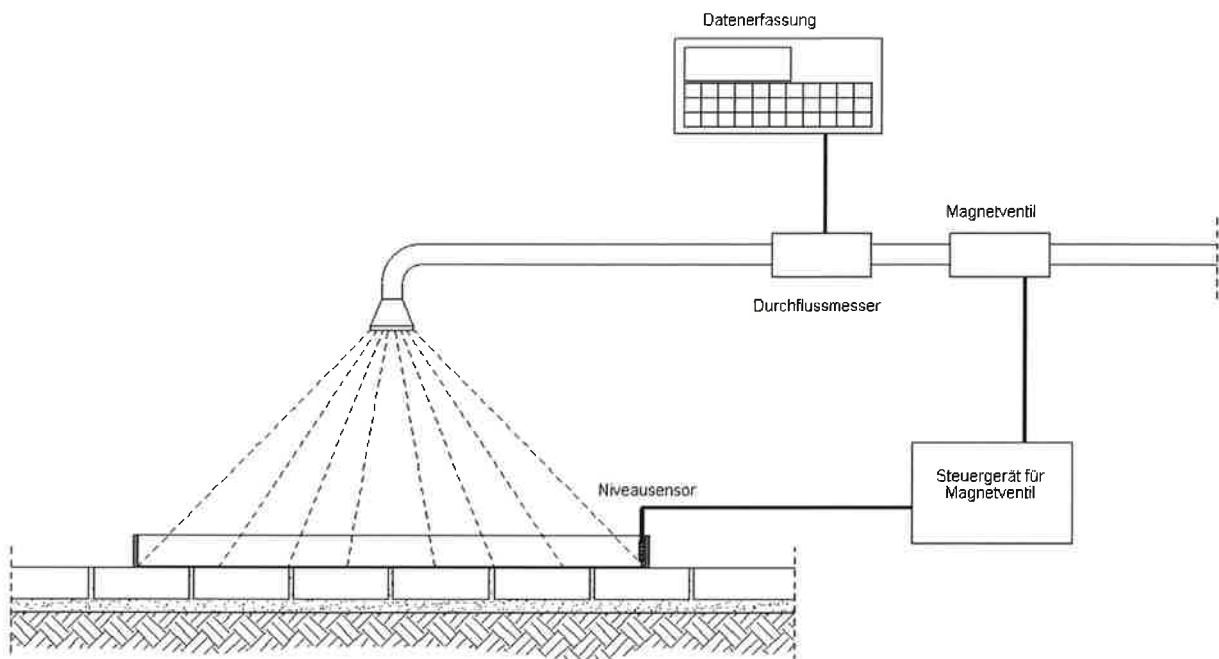 Datenerfassung
Magnetventil
Durchflussmesser
Niveausensor
Steuergerät für
Magnetventil